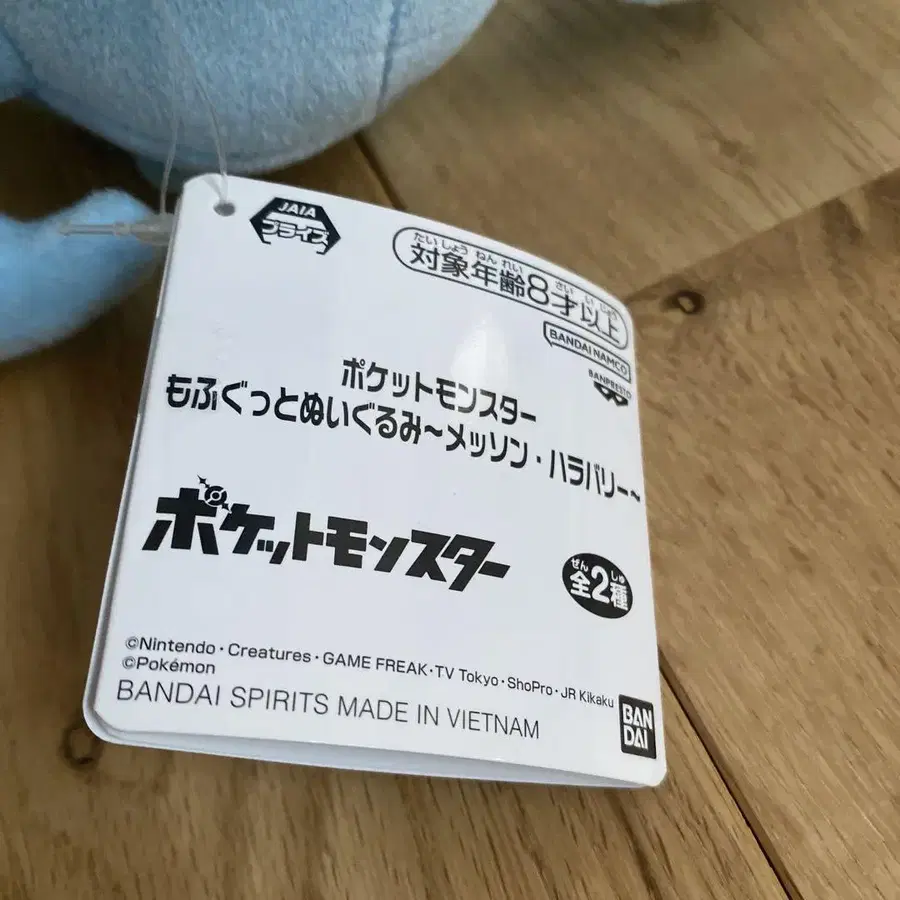 JAIA
プライズ
たいしょうねんれい さいいじょう
対象年齢8才以上
BANDAI NAMCO
BANPRESTO
ポケットモンスター
もふぐっとぬいぐるみ~メッソン・ハラバリー~
ポケットモンスター
ぜん しゅ
全2種
©Nintendo・Creatures・GAME FREAK・TV Tokyo・ShoPro・JR Kikaku
©Pokémon
BANDAI SPIRITS MADE IN VIETNAM
BAN
DAI